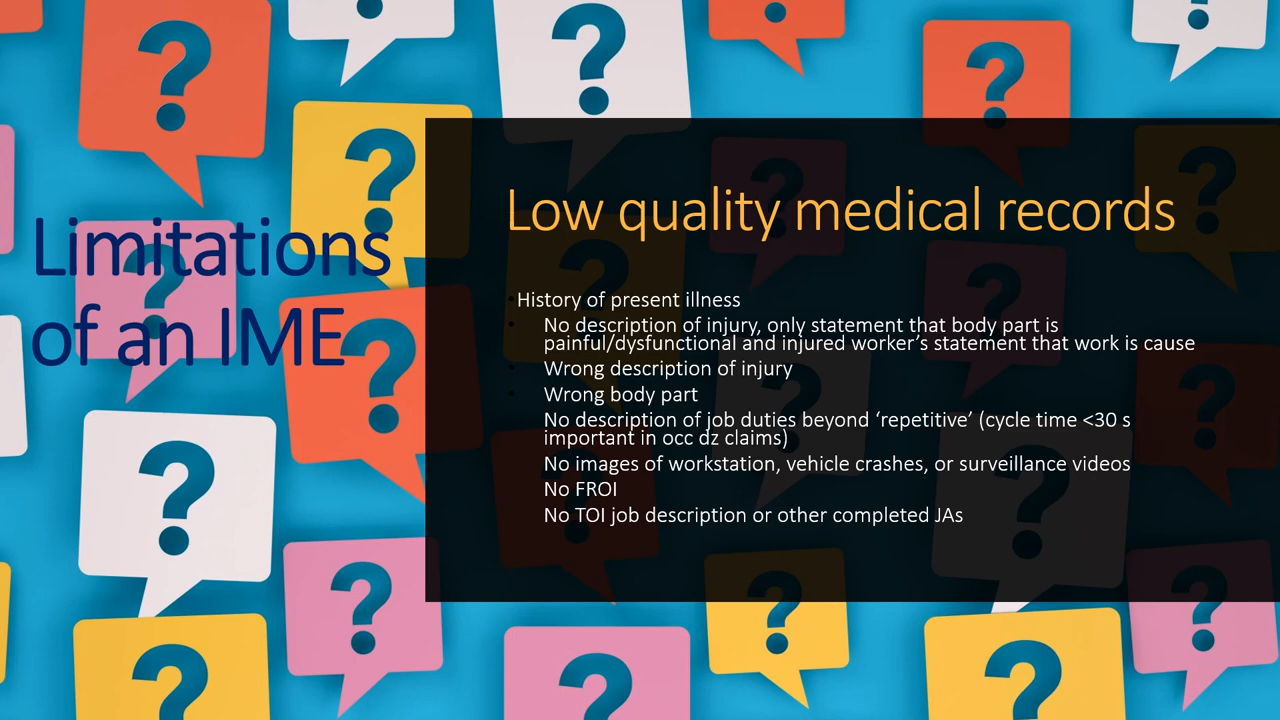 Limitations
of an IME
Low quality medical records
History of present illness
No description of injury, only statement that body part is
painful/dysfunctional and injured worker’s statement that work is cause
Wrong description of injury
Wrong body part
No description of job duties beyond ‘repetitive’ (cycle time <30 s
important in occ dz claims)
No images of workstation, vehicle crashes, or surveillance videos
No FROI
No TOI job description or other completed JAs